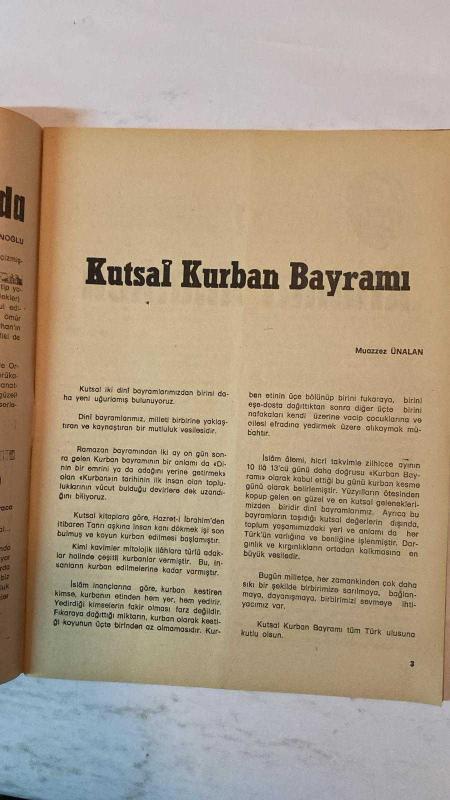 da
NOĞLU
Kutsaî Kurban Bayramı
Muazzez ÜNALAN
Kutsal iki dinî bayramlarımızdan birini da-
ha yeni uğurlamış bulunuyoruz.
Dinî bayramlarımız, milleti birbirine yaklaş-
tıran ve kaynaştıran bir mutluluk vesilesidir.
Ramazan bayramından iki ay on gün son-
ra gelen Kurban bayramının bir anlamı da «Di-
nin bir emrini ya da adağını yerine getirmek»
olan «Kurban»ın tarihinin ilk insan olan toplu-
luklarının vücut bulduğu devirlere dek uzandı-
ğını biliyoruz.
Kutsal kitaplara göre, Hazret-i İbrahim'den
itibaren Tanrı aşkına insan kanı dökmek işi son
bulmuş ve koyun kurban edilmesi başlamıştır.
Kimi kavimler mitolojik ilâhlara türlü adak-
lar halinde çeşitli kurbanlar vermiştir. Bu, in-
sanların kurban edilmelerine kadar varmıştır.
İslâm inançlarına göre, kurban kestiren
kimse, kurbanın etinden hem yer, hem yedirir.
Yedirdiği kimselerin fakir olması farz değildir.
Fıkaraya dağıttığı miktarın, kurban olarak kesti-
ği koyunun üçte birinden az olmamasıdır. Kur-
ben etinin üçe bölünüp birini fukaraya, birini
eşe-dosta dağıttıktan sonra diğer üçte birini
nafakaları kendi üzerine vacip çocuklarına ve
ailesi efradına yedirmek üzere alıkoymak mü-
bahtır.
İslâm âlemi, hicrî takvimle zilhicce ayının
10 ilâ 13'cü günü daha doğrusu «Kurban Bay-
ramı» olarak kabul ettiği bu günü kurban kesme
günü olarak belirlemiştir. Yüzyılların ötesinden
kopup gelen en güzel ve en kutsal gelenekleri-
mizden biridir dinî bayramlarımız. Ayrıca bu
bayramların taşıdığı kutsal değerlerin dışında,
toplum yaşamımızdaki yeri ve anlamı da her
Türk'ün varlığına ve benliğine işlenmiştir. Dar-
gınlık ve kırgınlıkların ortadan kalkmasına en
büyük vesiledir.
Bugün milletçe, her zamankinden çok daha
sıkı bir şekilde birbirimize sarılmaya, bağlan-
maya, dayanışmaya, birbirimizi sevmeye ihti-
yacımız var.
Kutsal Kurban Bayramı tüm Türk ulusuna
kutlu olsun.
3